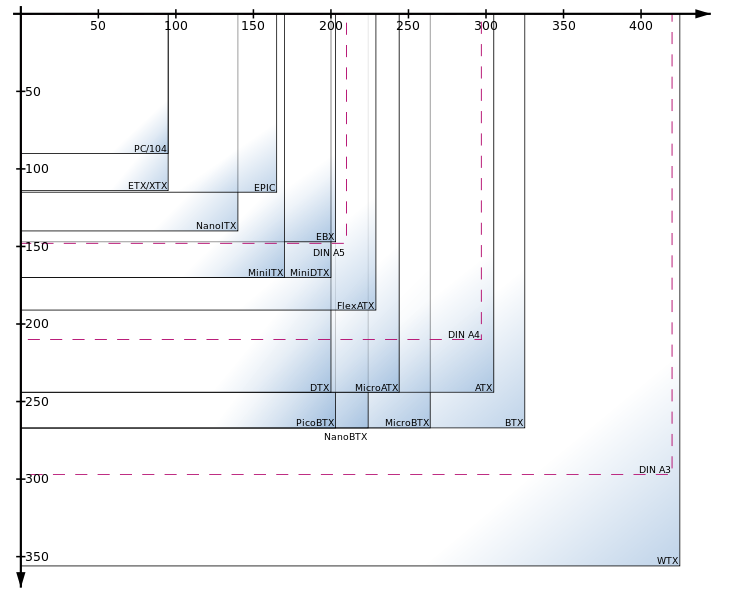 50 100 150 200 250 300 350 400
50
PC/104
100
ETX/XTX EPIC
NanoITX
EBX
150
DIN A5
MiniITX MiniDTX
FlexATX
200
DIN A4
DTX MicroATX ATX
250
PicoBTX MicroBTX BTX
NanoBTX
DIN A3
300
350
WTX